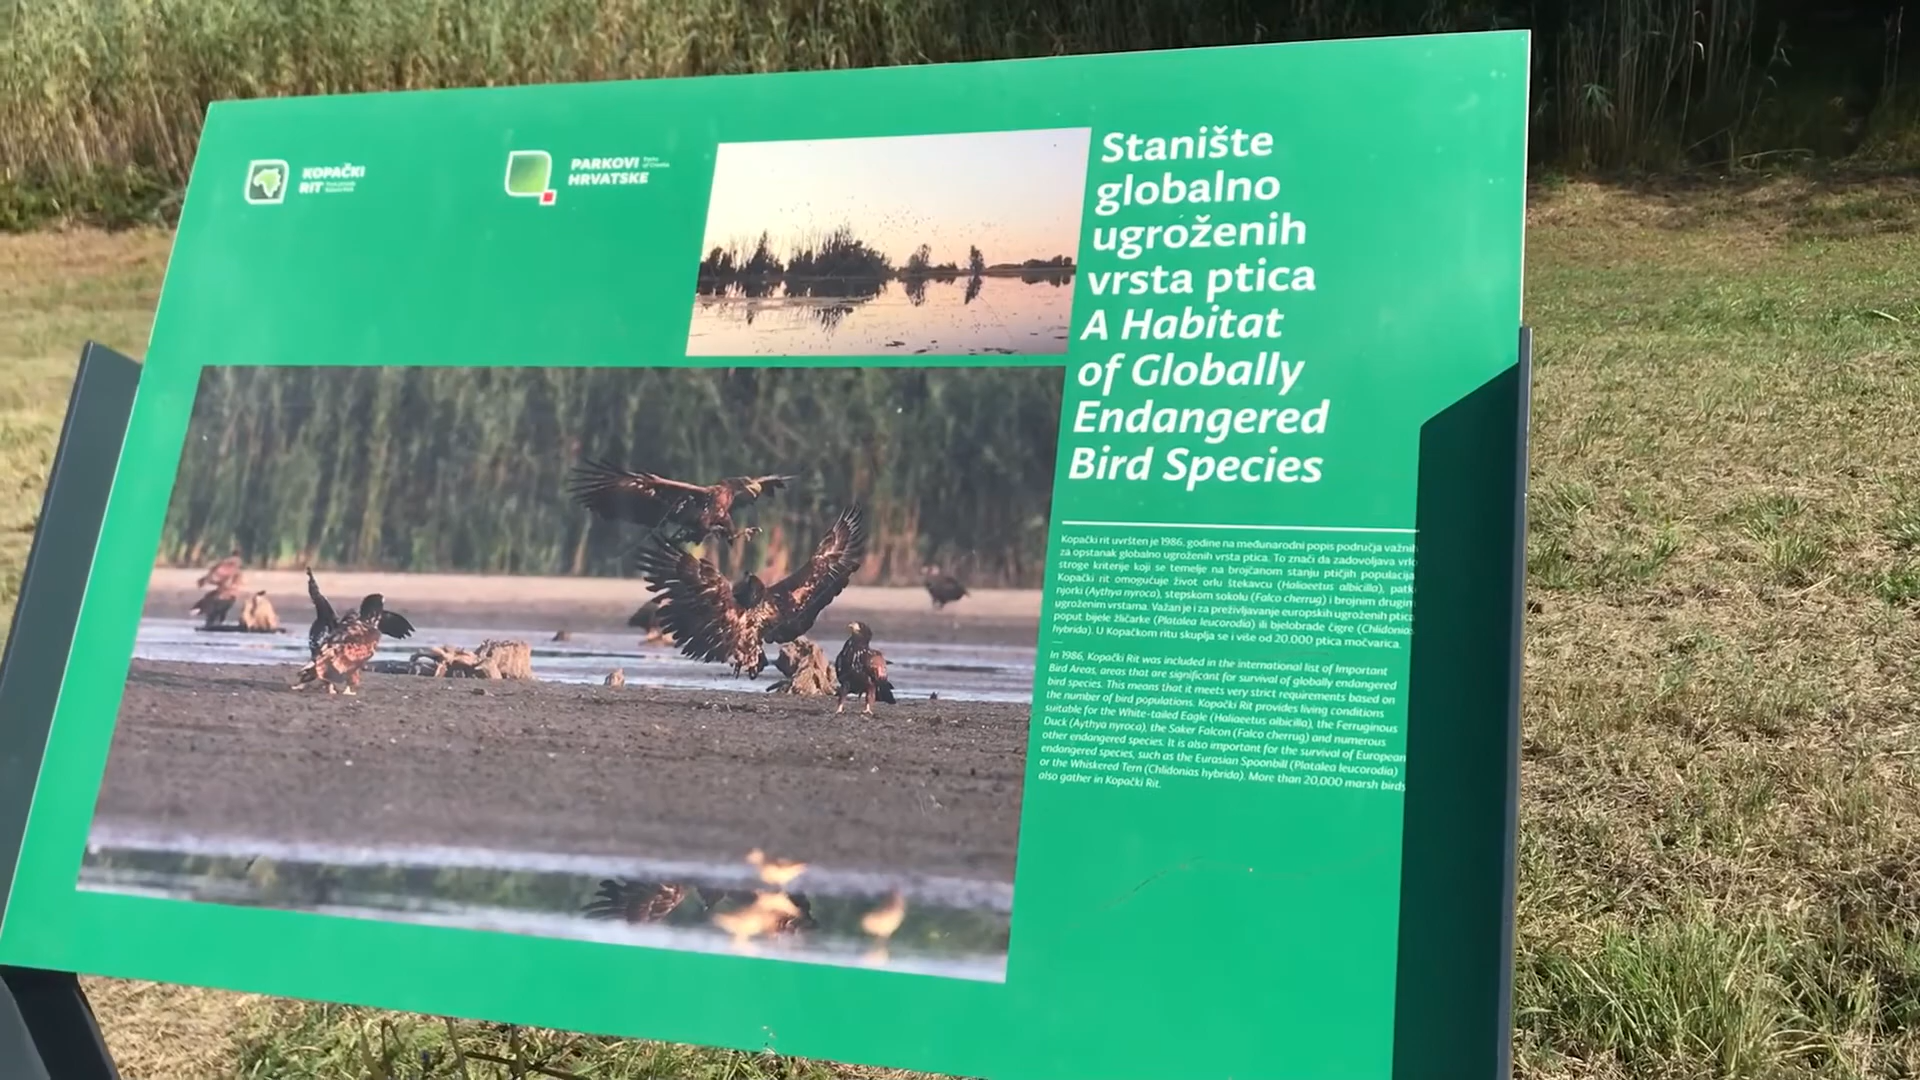 KOPAČKI
RIT
PARKOVI
HRVATSKE
Stanište
globalno
ugroženih
vrsta ptica
A Habitat
of Globally
Endangered
Bird Species
Kopački rit uvršten je 1986. godine na međunarodni popis područja važnih
za opstanak globalno ugroženih vrsta ptica. To znači da zadovoljava vrlo
stroge kriterije koji se temelje na brojčanom stanju ptičjih populacija
Kopački rit omogućuje život orlu štekavcu (Haliaeetus albicilla), patki
njorki (Aythya nyroca), stepskom sokolu (Falco cherrug) i brojnim drugim
ugroženim vrstama. Važan je i za preživljavanje europskih ugroženih ptica
poput bijele žličarke (Platalea leucorodia) ili bjelobrade čigre (Chlidonias
hybrida). U Kopačkom ritu skuplja se i više od 20.000 ptica močvarica.
In 1986, Kopački Rit was included in the international list of Important
Bird Areas, areas that are significant for survival of globally endangered
bird species. This means that it meets very strict requirements based on
the number of bird populations. Kopački Rit provides living conditions
suitable for the White-tailed Eagle (Haliaeetus albicilla), the Ferruginous
Duck (Aythya nyroca), the Saker Falcon (Falco cherrug) and numerous
other endangered species. It is also important for the survival of European
endangered species, such as the Eurasian Spoonbill (Platalea leucorodia)
or the Whiskered Tern (Chlidonias hybrida). More than 20,000 marsh birds
also gather in Kopački Rit.